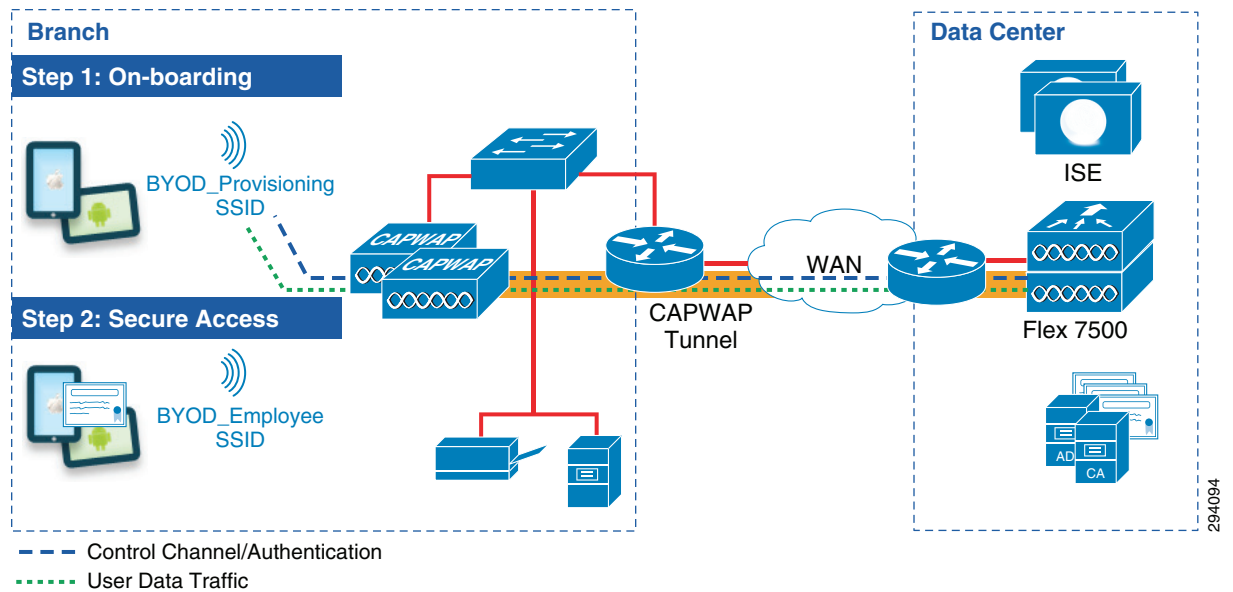 Branch
Step 1: On-boarding
BYOD_Provisioning
SSID
CAPWAP
CAPWAP
Step 2: Secure Access
BYOD_Employee
SSID
CAPWAP
Tunnel
WAN
Data Center
ISE
Flex 7500
AD
CA
294094
Control Channel/Authentication
User Data Traffic